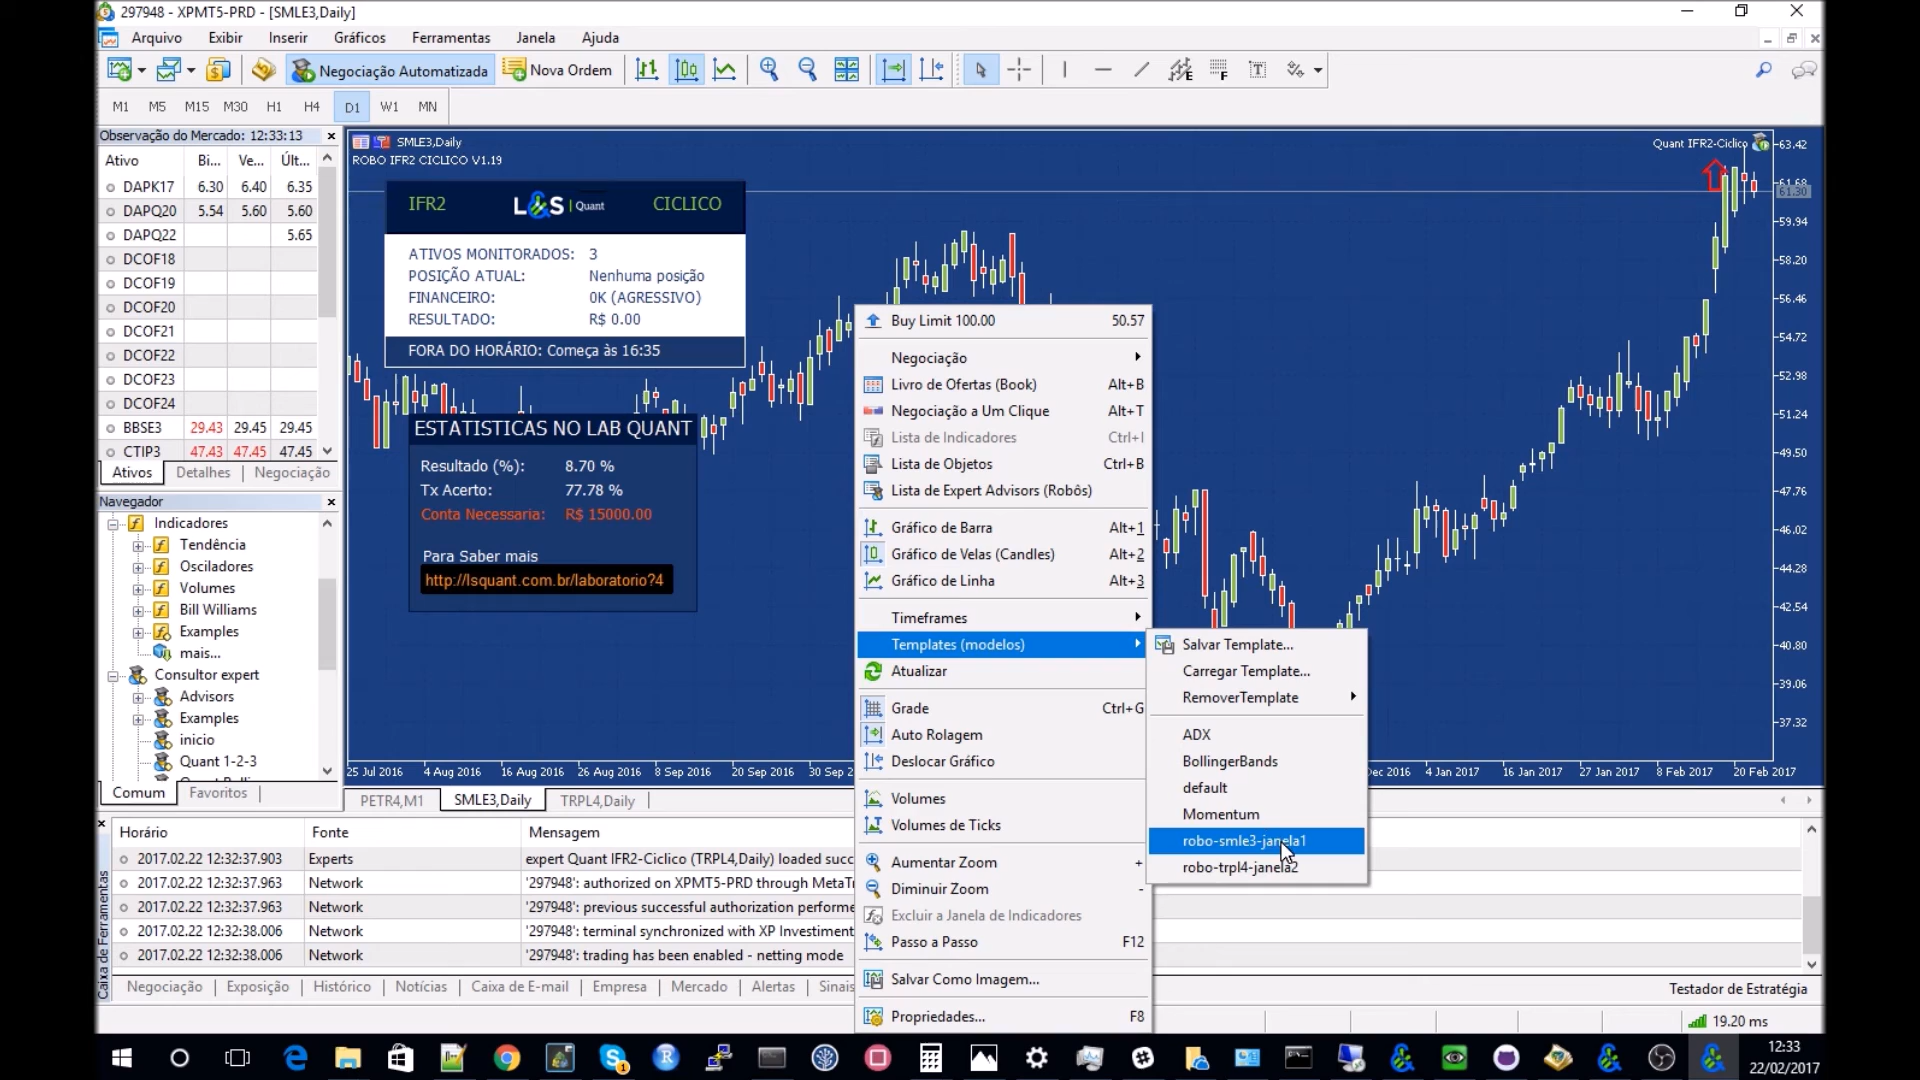 297948 - XPMT5-PRD - [SMLE3,Daily]
Arquivo Exibir Inserir Gráficos Ferramentas Janela Ajuda
Negociação Automatizada Nova Ordem
M1 M5 M15 M30 H1 H4 D1 W1 MN
Observação do Mercado: 12:33:13
Ativo Bi... Ve... Últ...
DAPK17 6.30 6.40 6.35
DAPQ20 5.54 5.60 5.60
DAPQ22 5.65
DCOF18
DCOF19
DCOF20
DCOF21
DCOF22
DCOF23
DCOF24
BBSE3 29.43 29.45 29.45
CTIP3 47.43 47.45 47.45
Ativos Detalhes Negociação
Navegador
Indicadores
Tendência
Osciladores
Volumes
Bill Williams
Examples
mais...
Consultor expert
Advisors
Examples
inicio
Quant 1-2-3
Comum Favoritos
SMLE3,Daily
ROBO IFR2 CICLICO V1.19
Quant IFR2-Ciclico
IFR2 L&S | Quant CICLICO
ATIVOS MONITORADOS: 3
POSIÇÃO ATUAL: Nenhuma posição
FINANCEIRO: 0K (AGRESSIVO)
RESULTADO: R$ 0.00
FORA DO HORÁRIO: Começa às 16:35
ESTATISTICAS NO LAB QUANT
Resultado (%): 8.70 %
Tx Acerto: 77.78 %
Conta Necessaria: R$ 15000.00
Para Saber mais
http://lsquant.com.br/laboratorio?4
63.42
61.68
61.30
59.94
58.20
56.46
54.72
52.98
51.24
49.50
47.76
46.02
44.28
42.54
40.80
39.06
37.32
25 Jul 2016 4 Aug 2016 16 Aug 2016 26 Aug 2016 8 Sep 2016 20 Sep 2016 30 Sep 2 Dec 2016 4 Jan 2017 16 Jan 2017 27 Jan 2017 8 Feb 2017 20 Feb 2017
PETR4,M1 SMLE3,Daily TRPL4,Daily
Buy Limit 100.00 50.57
Negociação
Livro de Ofertas (Book) Alt+B
Negociação a Um Clique Alt+T
Lista de Indicadores Ctrl+I
Lista de Objetos Ctrl+B
Lista de Expert Advisors (Robôs)
Gráfico de Barra Alt+1
Gráfico de Velas (Candles) Alt+2
Gráfico de Linha Alt+3
Timeframes
Templates (modelos)
Atualizar
Grade Ctrl+G
Auto Rolagem
Deslocar Gráfico
Volumes
Volumes de Ticks
Aumentar Zoom +
Diminuir Zoom -
Excluir a Janela de Indicadores
Passo a Passo F12
Salvar Como Imagem...
Propriedades... F8
Salvar Template...
Carregar Template...
RemoverTemplate
ADX
BollingerBands
default
Momentum
robo-smle3-janela1
robo-trpl4-janela2
Caixa de Ferramentas
Horário Fonte Mensagem
2017.02.22 12:32:37.903 Experts expert Quant IFR2-Ciclico (TRPL4,Daily) loaded succ
2017.02.22 12:32:37.963 Network '297948': authorized on XPMT5-PRD through MetaTr
2017.02.22 12:32:37.963 Network '297948': previous successful authorization performe
2017.02.22 12:32:38.006 Network '297948': terminal synchronized with XP Investiment
2017.02.22 12:32:38.006 Network '297948': trading has been enabled - netting mode
Negociação Exposição Histórico Notícias Caixa de E-mail Empresa Mercado Alertas Sinais
Testador de Estratégia
19.20 ms
12:33
22/02/2017